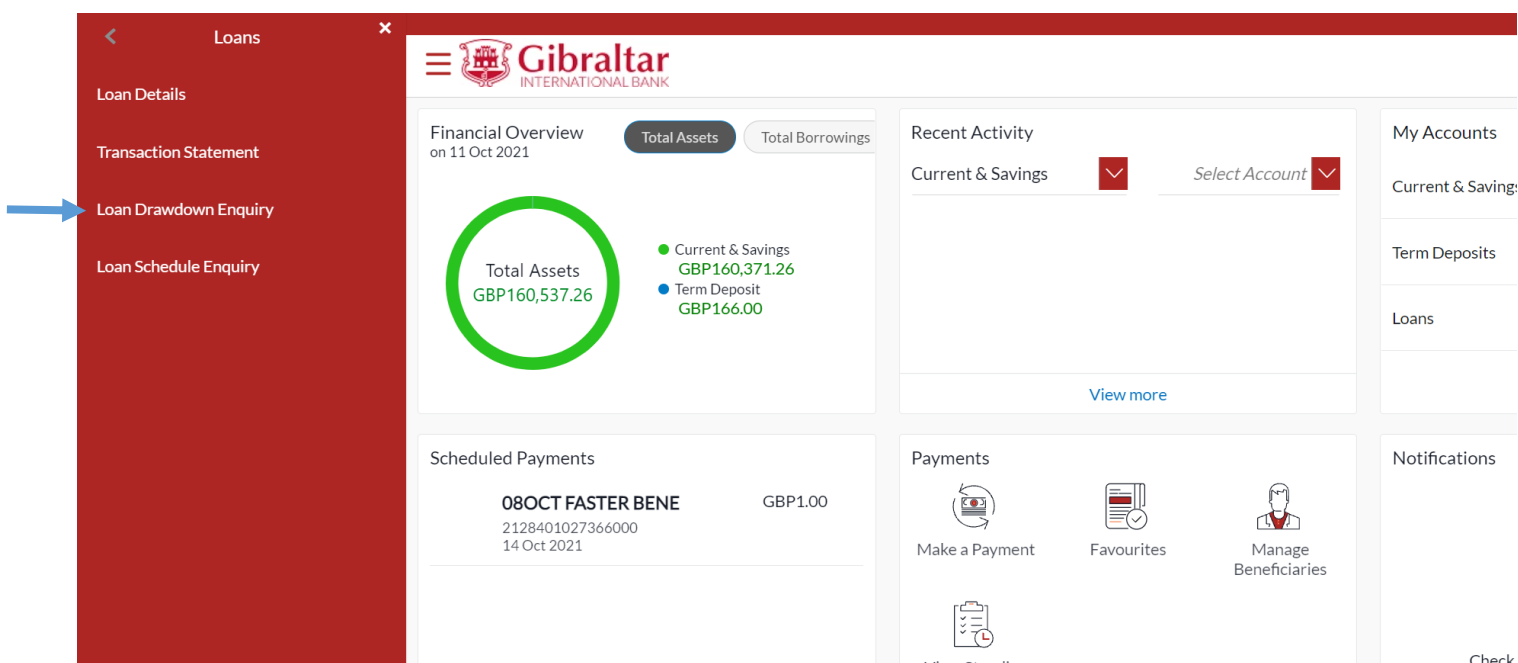 Loans
Loan Details
Transaction Statement
Loan Drawdown Enquiry
Loan Schedule Enquiry
Gibraltar
INTERNATIONAL BANK
Financial Overview
on 11 Oct 2021
Total Assets
Total Borrowings
Total Assets
GBP160,537.26
Current & Savings
GBP160,371.26
Term Deposit
GBP166.00
Recent Activity
Current & Savings
Select Account
View more
My Accounts
Current & Savings
Term Deposits
Loans
Scheduled Payments
08OCT FASTER BENE
GBP1.00
2128401027366000
14 Oct 2021
Payments
Make a Payment
Favourites
Manage
Beneficiaries
Notifications
Check